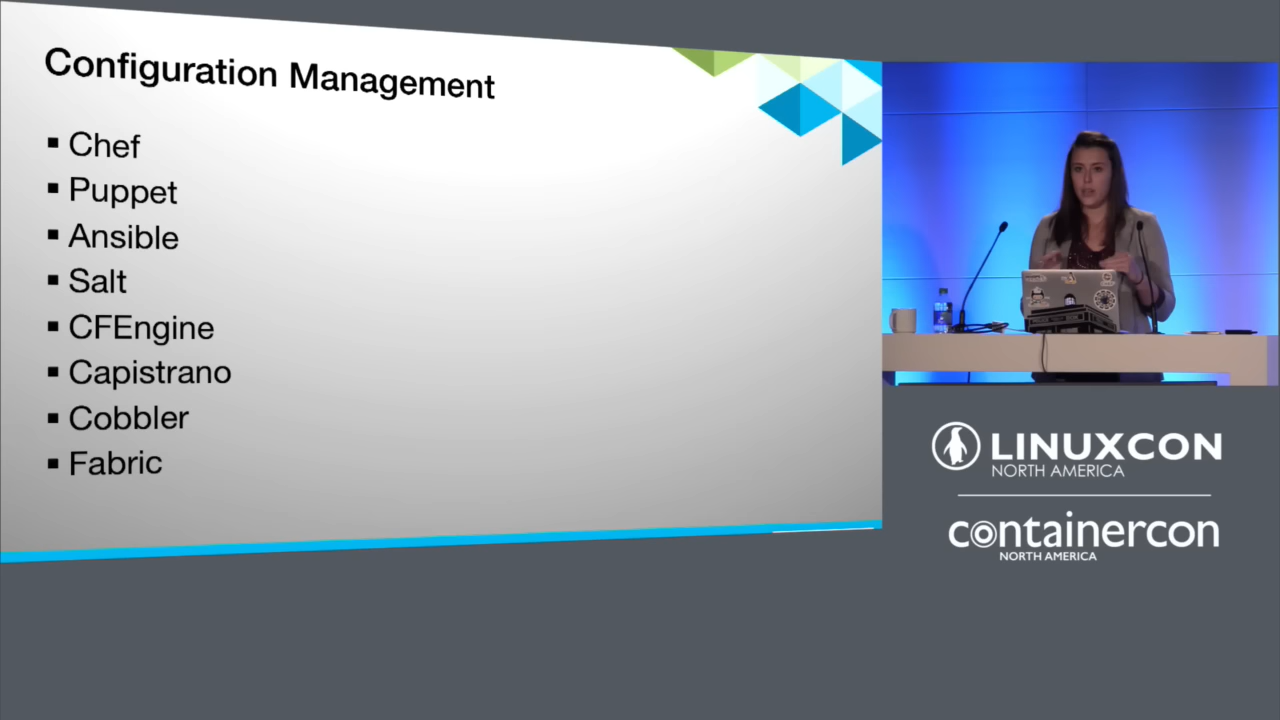 Configuration Management
▪ Chef
▪ Puppet
▪ Ansible
▪ Salt
▪ CFEngine
▪ Capistrano
▪ Cobbler
▪ Fabric
LINUXCON
NORTH AMERICA
containercon
NORTH AMERICA